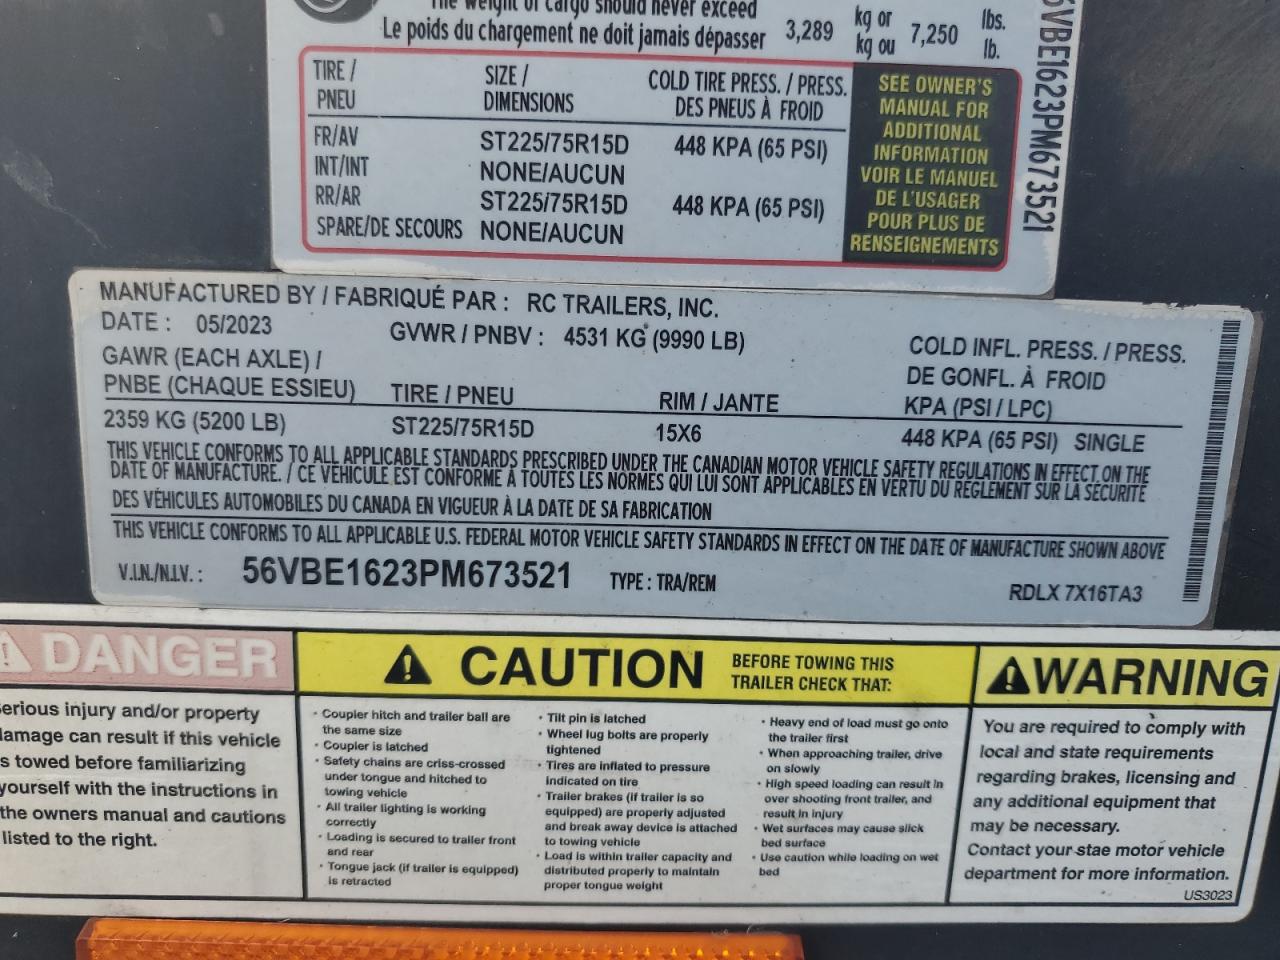 The weight of cargo should never exceed
Le poids du chargement ne doit jamais dépasser 3,289 kg or kg ou 7,250 lbs. lb.
TIRE / PNEU SIZE / DIMENSIONS COLD TIRE PRESS. / PRESS. DES PNEUS À FROID
FR/AV ST225/75R15D 448 KPA (65 PSI)
INT/INT NONE/AUCUN
RR/AR ST225/75R15D 448 KPA (65 PSI)
SPARE/DE SECOURS NONE/AUCUN
SEE OWNER'S
MANUAL FOR
ADDITIONAL
INFORMATION
VOIR LE MANUEL
DE L'USAGER
POUR PLUS DE
RENSEIGNEMENTS
6VBE1623PM673521
MANUFACTURED BY / FABRIQUÉ PAR : RC TRAILERS, INC.
DATE : 05/2023 GVWR / PNBV : 4531 KG (9990 LB)
GAWR (EACH AXLE) /
PNBE (CHAQUE ESSIEU) TIRE / PNEU RIM / JANTE COLD INFL. PRESS. / PRESS.
DE GONFL. À FROID
KPA (PSI / LPC)
2359 KG (5200 LB) ST225/75R15D 15X6 448 KPA (65 PSI) SINGLE
THIS VEHICLE CONFORMS TO ALL APPLICABLE STANDARDS PRESCRIBED UNDER THE CANADIAN MOTOR VEHICLE SAFETY REGULATIONS IN EFFECT ON THE
DATE OF MANUFACTURE. / CE VÉHICULE EST CONFORME À TOUTES LES NORMES QUI LUI SONT APPLICABLES EN VERTU DU RÈGLEMENT SUR LA SÉCURITÉ
DES VÉHICULES AUTOMOBILES DU CANADA EN VIGUEUR À LA DATE DE SA FABRICATION
THIS VEHICLE CONFORMS TO ALL APPLICABLE U.S. FEDERAL MOTOR VEHICLE SAFETY STANDARDS IN EFFECT ON THE DATE OF MANUFACTURE SHOWN ABOVE
V.I.N./N.I.V. : 56VBE1623PM673521 TYPE : TRA/REM RDLX 7X16TA3
DANGER
serious injury and/or property
damage can result if this vehicle
is towed before familiarizing
yourself with the instructions in
the owners manual and cautions
listed to the right.
CAUTION BEFORE TOWING THIS
TRAILER CHECK THAT:
• Coupler hitch and trailer ball are
the same size
• Coupler is latched
• Safety chains are criss-crossed
under tongue and hitched to
towing vehicle
• All trailer lighting is working
correctly
• Loading is secured to trailer front
and rear
• Tongue jack (if trailer is equipped)
is retracted
• Tilt pin is latched
• Wheel lug bolts are properly
tightened
• Tires are inflated to pressure
indicated on tire
• Trailer brakes (if trailer is so
equipped) are properly adjusted
and break away device is attached
to towing vehicle
• Load is within trailer capacity and
distributed properly to maintain
proper tongue weight
• Heavy end of load must go onto
the trailer first
• When approaching trailer, drive
on slowly
• High speed loading can result in
over shooting front trailer, and
result in injury
• Wet surfaces may cause slick
bed surface
• Use caution while loading on wet
bed
WARNING
You are required to comply with
local and state requirements
regarding brakes, licensing and
any additional equipment that
may be necessary.
Contact your stae motor vehicle
department for more information.
US3023